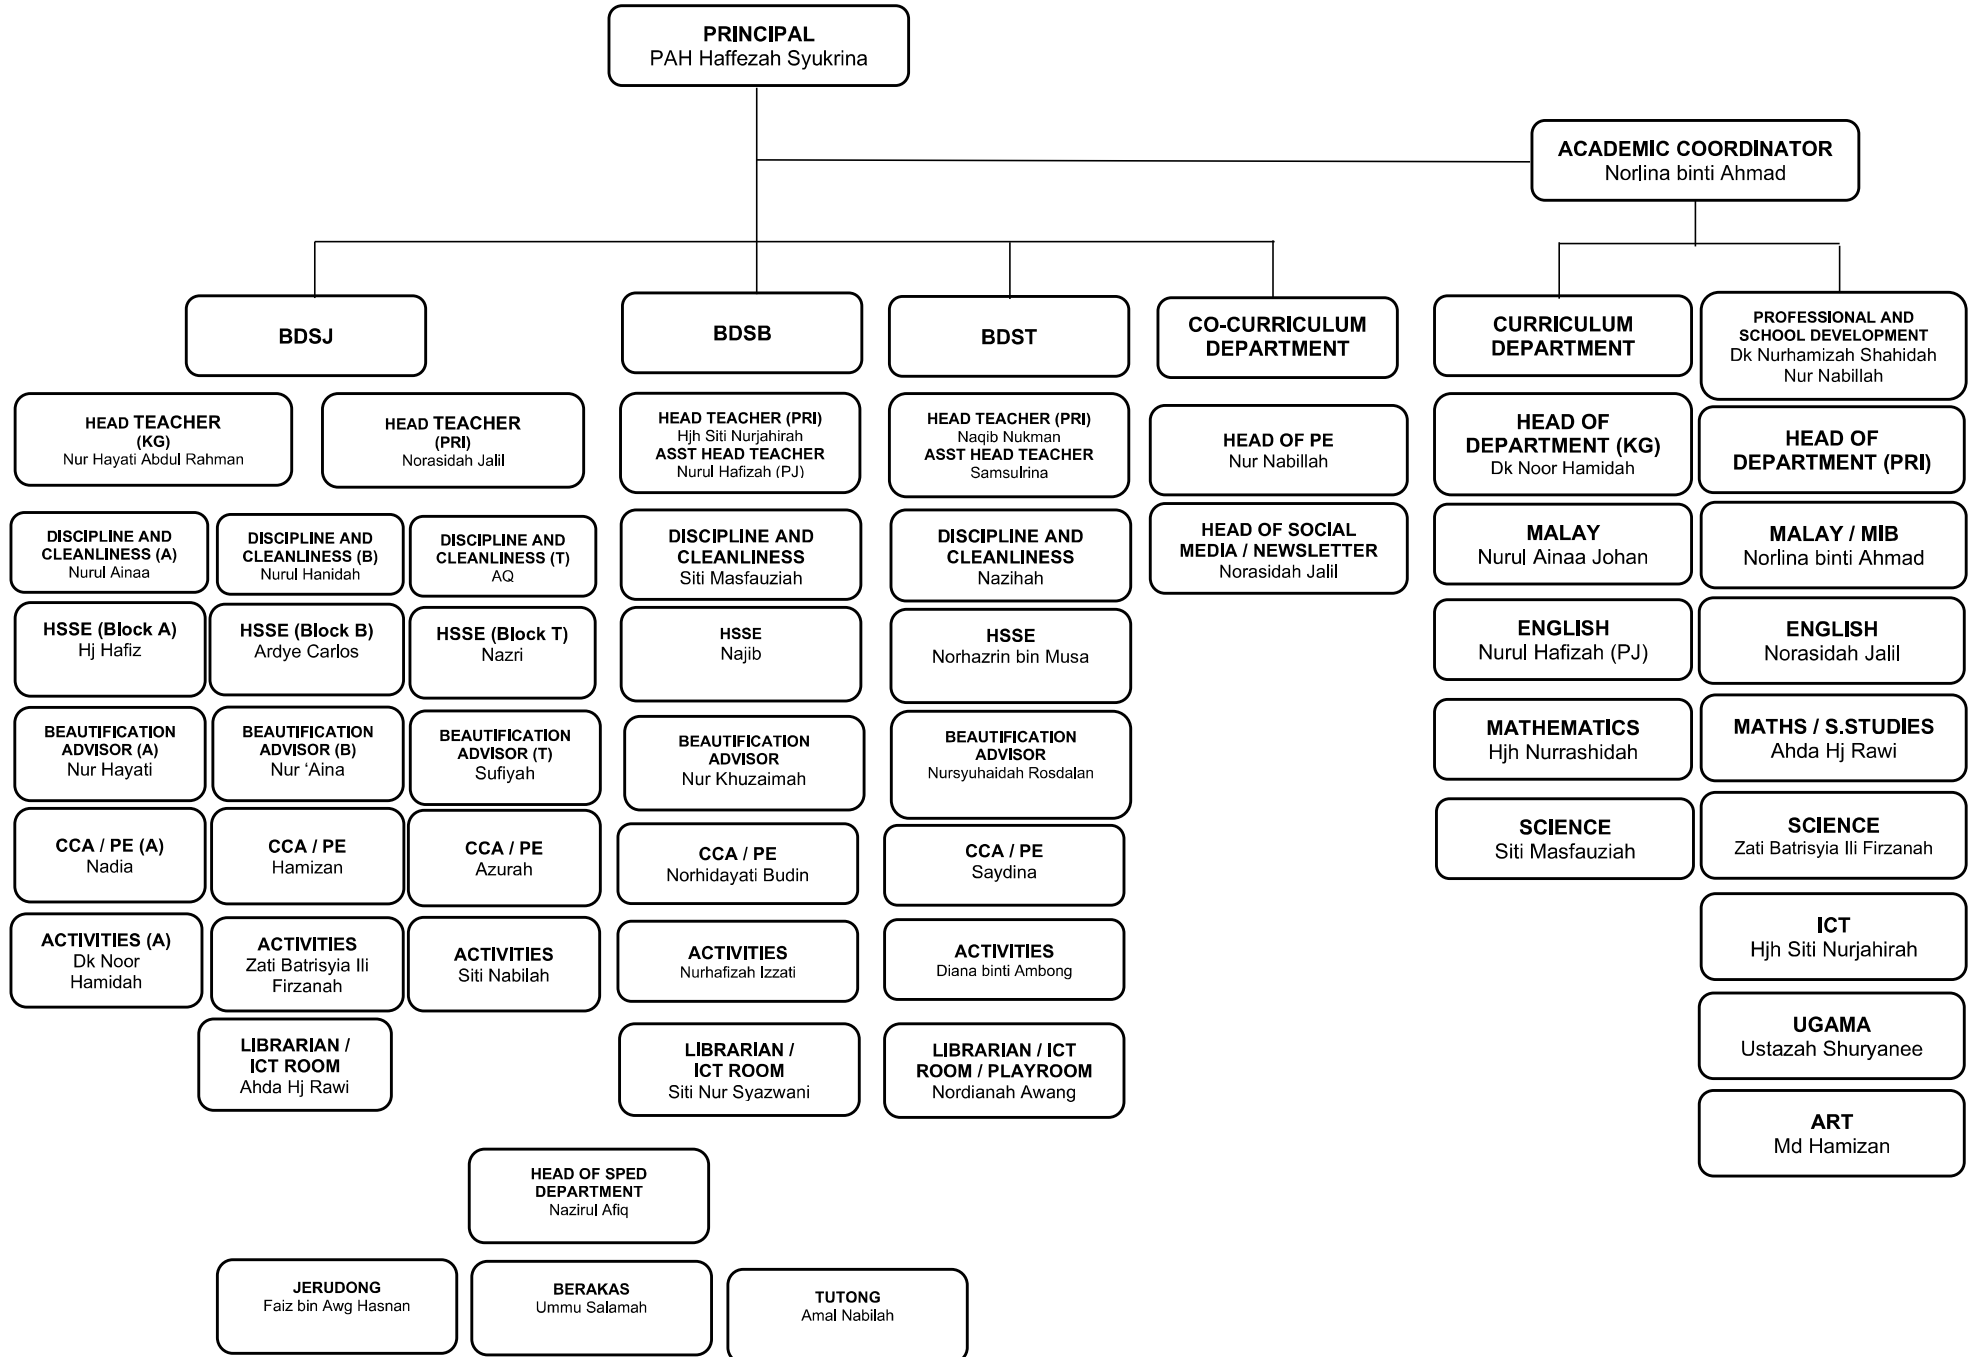 PRINCIPAL
PAH Haffezah Syukrina
ACADEMIC COORDINATOR
Norlina binti Ahmad
BDSJ
BDSB
BDST
CO-CURRICULUM
DEPARTMENT
CURRICULUM
DEPARTMENT
PROFESSIONAL AND
SCHOOL DEVELOPMENT
Dk Nurhamizah Shahidah
Nur Nabillah
HEAD TEACHER
(KG)
Nur Hayati Abdul Rahman
HEAD TEACHER
(PRI)
Norasidah Jalil
HEAD TEACHER (PRI)
Hjh Siti Nurjahirah
ASST HEAD TEACHER
Nurul Hafizah (PJ)
HEAD TEACHER (PRI)
Naqib Nukman
ASST HEAD TEACHER
Samsulrina
HEAD OF PE
Nur Nabillah
HEAD OF
DEPARTMENT (KG)
Dk Noor Hamidah
HEAD OF
DEPARTMENT (PRI)
DISCIPLINE AND
CLEANLINESS (A)
Nurul Ainaa
DISCIPLINE AND
CLEANLINESS (B)
Nurul Hanidah
DISCIPLINE AND
CLEANLINESS (T)
AQ
DISCIPLINE AND
CLEANLINESS
Siti Masfauziah
DISCIPLINE AND
CLEANLINESS
Nazihah
HEAD OF SOCIAL
MEDIA / NEWSLETTER
Norasidah Jalil
MALAY
Nurul Ainaa Johan
MALAY / MIB
Norlina binti Ahmad
HSSE (Block A)
Hj Hafiz
HSSE (Block B)
Ardye Carlos
HSSE (Block T)
Nazri
HSSE
Najib
HSSE
Norhazrin bin Musa
ENGLISH
Nurul Hafizah (PJ)
ENGLISH
Norasidah Jalil
BEAUTIFICATION
ADVISOR (A)
Nur Hayati
BEAUTIFICATION
ADVISOR (B)
Nur ‘Aina
BEAUTIFICATION
ADVISOR (T)
Sufiyah
BEAUTIFICATION
ADVISOR
Nur Khuzaimah
BEAUTIFICATION
ADVISOR
Nursyuhaidah Rosdalan
MATHEMATICS
Hjh Nurrashidah
MATHS / S.STUDIES
Ahda Hj Rawi
CCA / PE (A)
Nadia
CCA / PE
Hamizan
CCA / PE
Azurah
CCA / PE
Norhidayati Budin
CCA / PE
Saydina
SCIENCE
Siti Masfauziah
SCIENCE
Zati Batrisyia Ili Firzanah
ACTIVITIES (A)
Dk Noor
Hamidah
ACTIVITIES
Zati Batrisyia Ili
Firzanah
ACTIVITIES
Siti Nabilah
ACTIVITIES
Nurhafizah Izzati
ACTIVITIES
Diana binti Ambong
ICT
Hjh Siti Nurjahirah
LIBRARIAN /
ICT ROOM
Ahda Hj Rawi
LIBRARIAN /
ICT ROOM
Siti Nur Syazwani
LIBRARIAN / ICT
ROOM / PLAYROOM
Nordianah Awang
UGAMA
Ustazah Shuryanee
ART
Md Hamizan
HEAD OF SPED
DEPARTMENT
Nazirul Afiq
JERUDONG
Faiz bin Awg Hasnan
BERAKAS
Ummu Salamah
TUTONG
Amal Nabilah